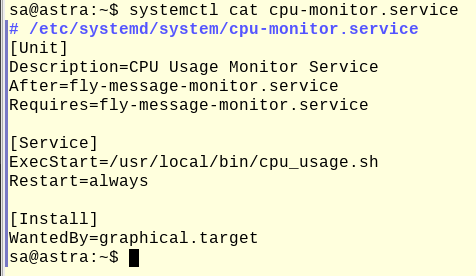 sa@astra:~$ systemctl cat cpu-monitor.service
# /etc/systemd/system/cpu-monitor.service
[Unit]
Description=CPU Usage Monitor Service
After=fly-message-monitor.service
Requires=fly-message-monitor.service

[Service]
ExecStart=/usr/local/bin/cpu_usage.sh
Restart=always

[Install]
WantedBy=graphical.target
sa@astra:~$